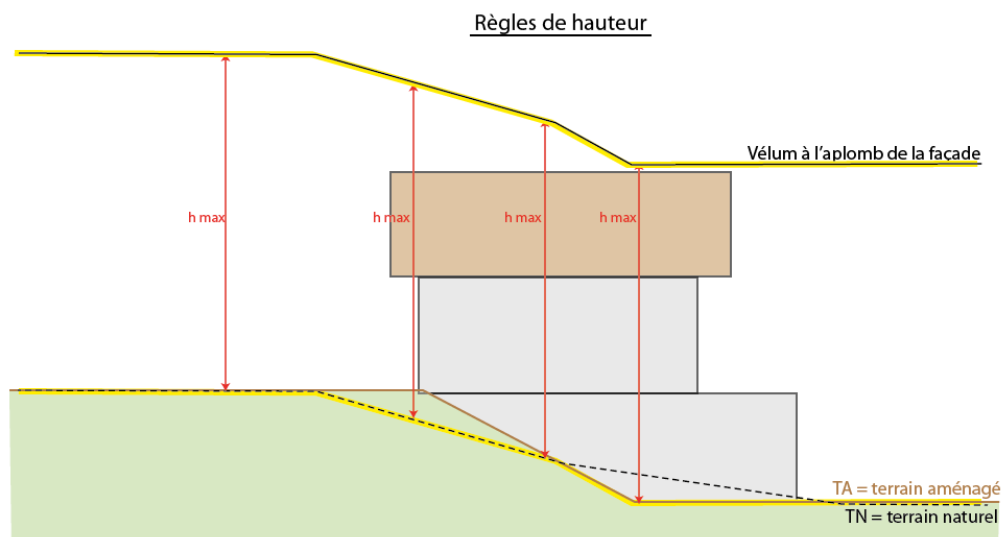 Règles de hauteur
Vélum à l'aplomb de la façade
h max
h max
h max
h max
TA = terrain aménagé
TN = terrain naturel